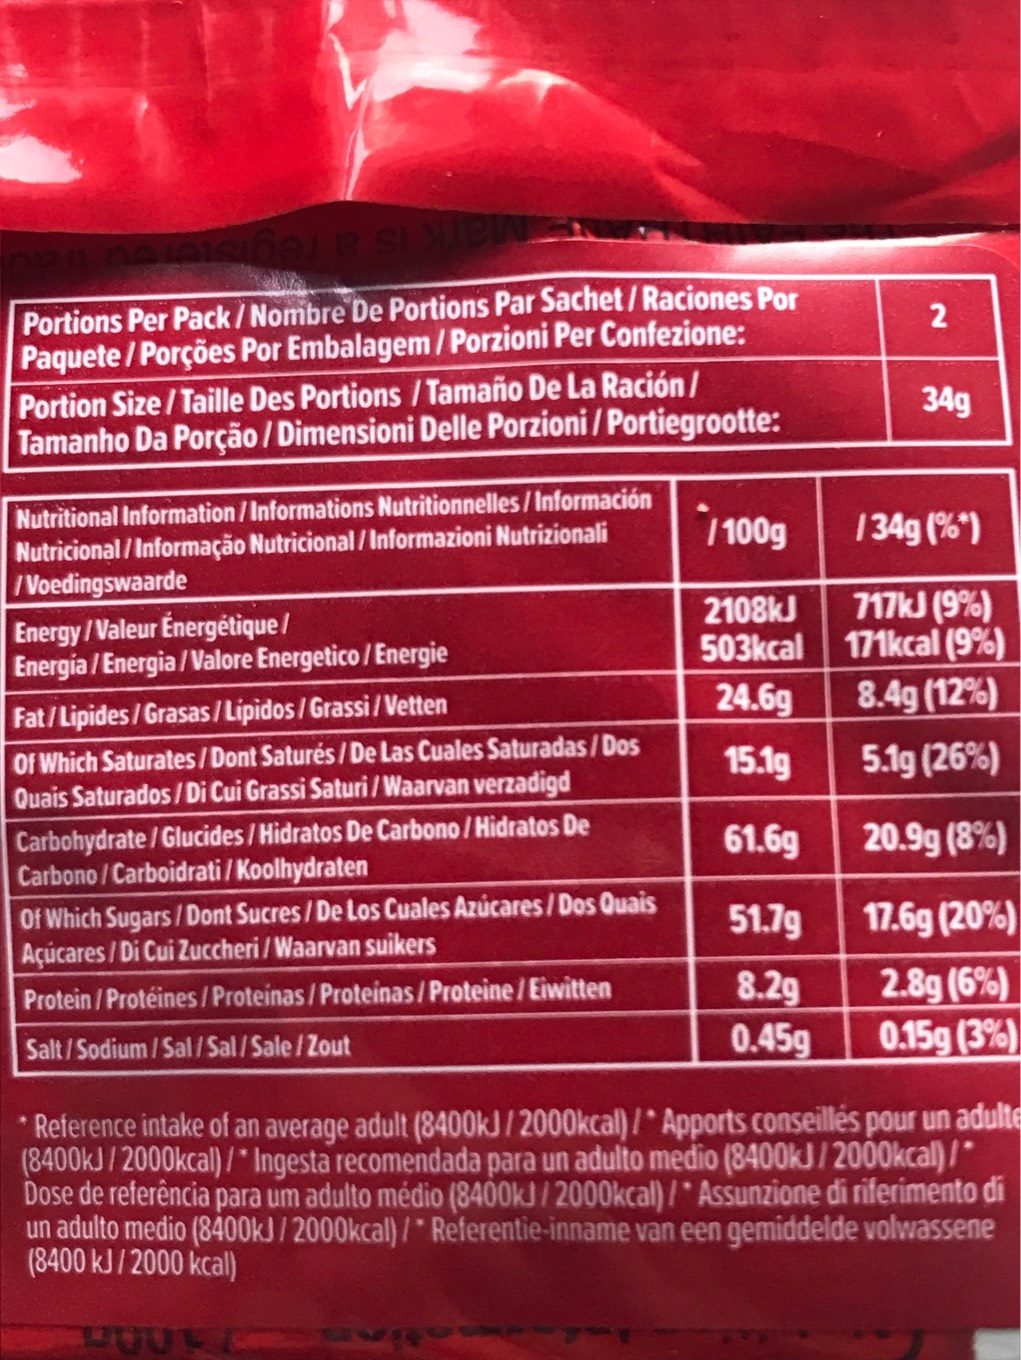 Mark is a registered
Portions Per Pack / Nombre De Portions Par Sachet / Raciones Por
Paquete / Porções Por Embalagem / Porzioni Per Confezione:
2
Portion Size / Taille Des Portions / Tamaño De La Ración /
Tamanho Da Porção / Dimensioni Delle Porzioni / Portiegrootte:
34g
Nutritional Information / Informations Nutritionnelles / Información
Nutricional / Informação Nutricional / Informazioni Nutrizionali
/ Voedingswaarde
/ 100g
/ 34g (%*)
Energy / Valeur Énergétique /
Energía / Energia / Valore Energetico / Energie
2108kJ 717kJ (9%)
503kcal 171kcal (9%)
Fat / Lipides / Grasas / Lípidos / Grassi / Vetten
24.6g 8.4g (12%)
Of Which Saturates / Dont Saturés / De Las Cuales Saturadas / Dos
Quais Saturados / Di Cui Grassi Saturi / Waarvan verzadigd
15.1g 5.1g (26%)
Carbohydrate / Glucides / Hidratos De Carbono / Hidratos De
Carbono / Carboidrati / Koolhydraten
61.6g 20.9g (8%)
Of Which Sugars / Dont Sucres / De Los Cuales Azúcares / Dos Quais
Açúcares / Di Cui Zuccheri / Waarvan suikers
51.7g 17.6g (20%)
Protein / Protéines / Proteínas / Proteínas / Proteine / Eiwitten
8.2g 2.8g (6%)
Salt / Sodium / Sal / Sal / Sale / Zout
0.45g 0.15g (3%)
* Reference intake of an average adult (8400kJ / 2000kcal) / * Apports conseillés pour un adulte
(8400kJ / 2000kcal) / * Ingesta recomendada para un adulto medio (8400kJ / 2000kcal) / *
Dose de referência para um adulto médio (8400kJ / 2000kcal) / * Assunzione di riferimento di
un adulto medio (8400kJ / 2000kcal) / * Referentie-inname van een gemiddelde volwassene
(8400 kJ / 2000 kcal)